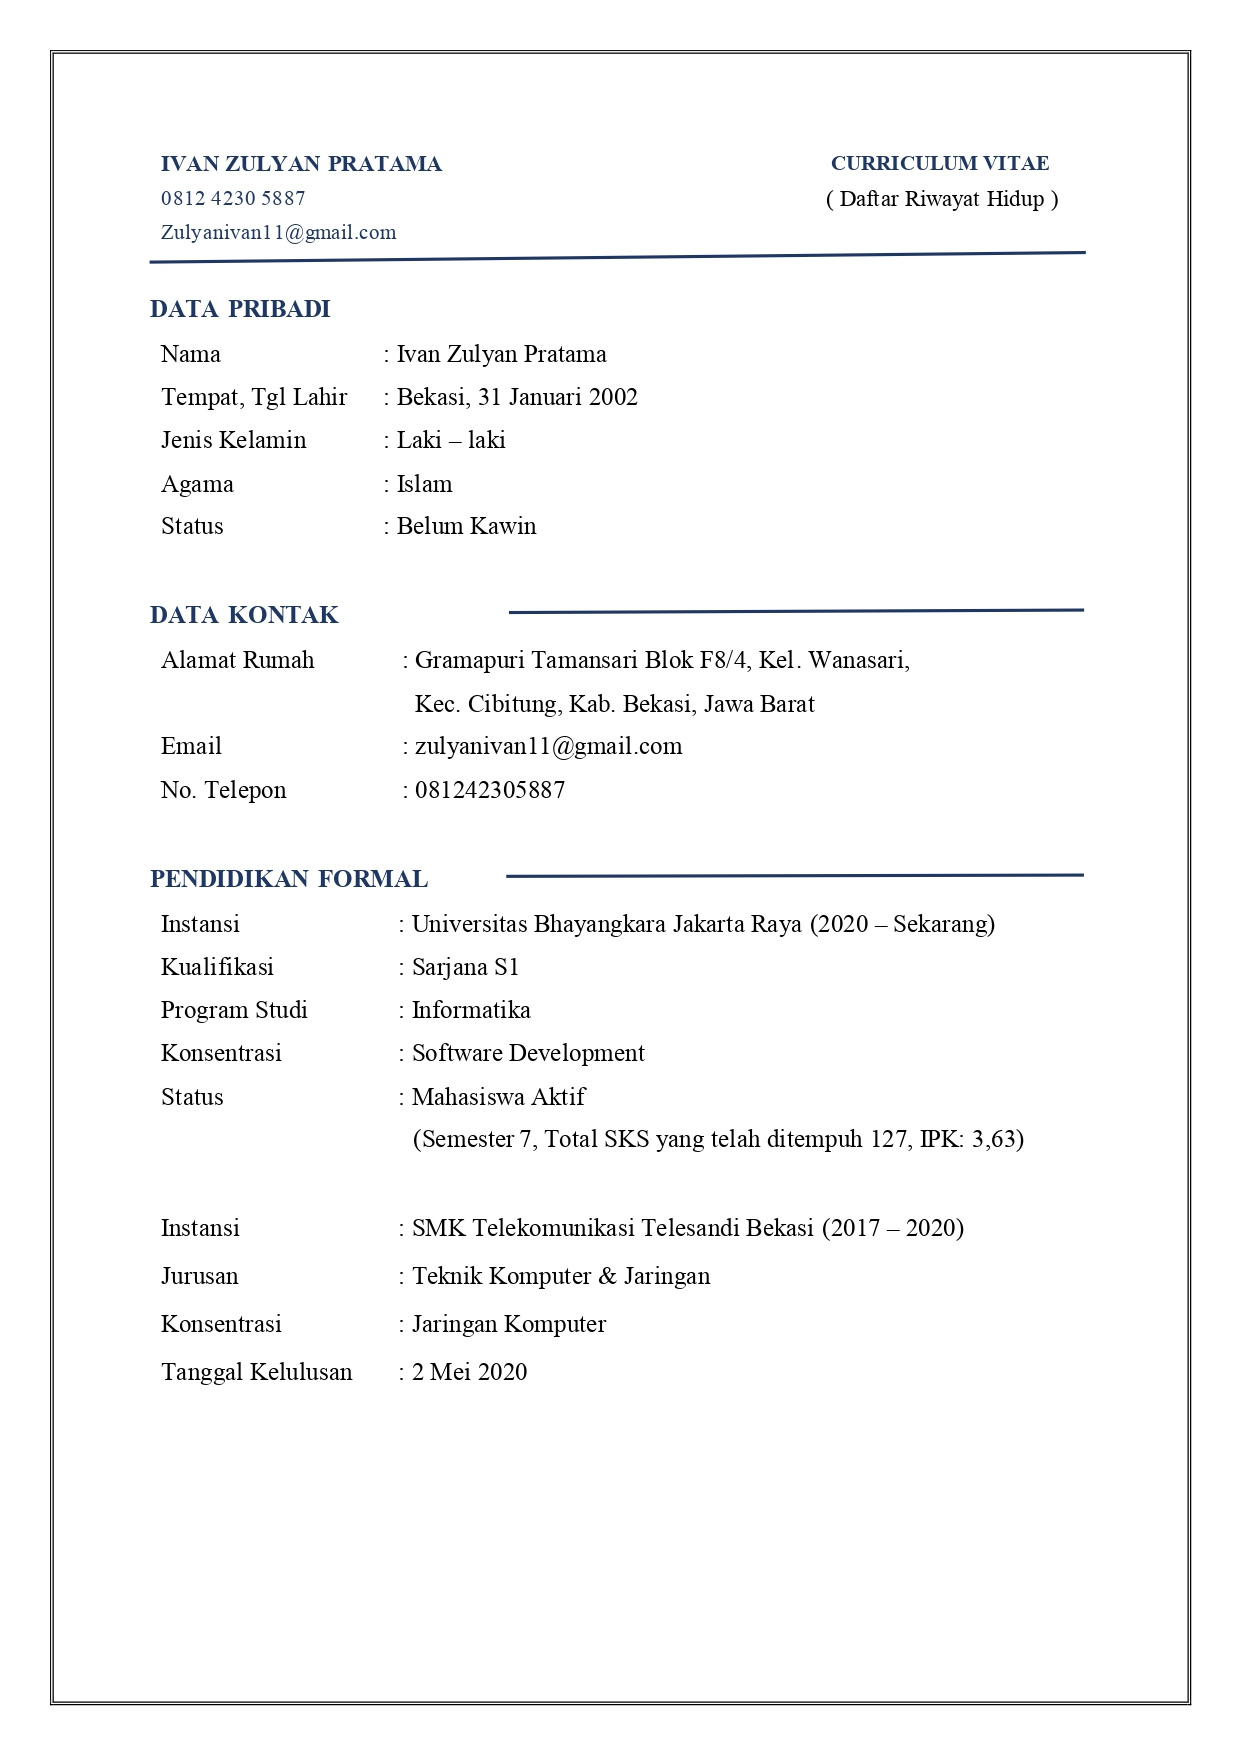 IVAN ZULYAN PRATAMA
0812 4230 5887
Zulyanivan11@gmail.com
CURRICULUM VITAE
( Daftar Riwayat Hidup )
DATA PRIBADI
Nama : Ivan Zulyan Pratama
Tempat, Tgl Lahir : Bekasi, 31 Januari 2002
Jenis Kelamin : Laki – laki
Agama : Islam
Status : Belum Kawin
DATA KONTAK
Alamat Rumah : Gramapuri Tamansari Blok F8/4, Kel. Wanasari,
Kec. Cibitung, Kab. Bekasi, Jawa Barat
Email : zulyanivan11@gmail.com
No. Telepon : 081242305887
PENDIDIKAN FORMAL
Instansi : Universitas Bhayangkara Jakarta Raya (2020 – Sekarang)
Kualifikasi : Sarjana S1
Program Studi : Informatika
Konsentrasi : Software Development
Status : Mahasiswa Aktif
(Semester 7, Total SKS yang telah ditempuh 127, IPK: 3,63)
Instansi : SMK Telekomunikasi Telesandi Bekasi (2017 – 2020)
Jurusan : Teknik Komputer & Jaringan
Konsentrasi : Jaringan Komputer
Tanggal Kelulusan : 2 Mei 2020